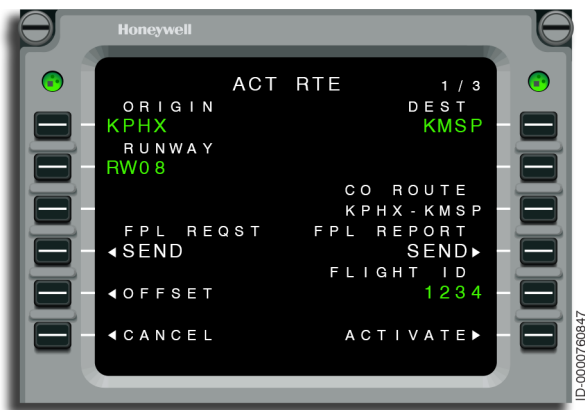 Honeywell
ACT RTE 1/3
ORIGIN DEST
KPHX KMSP
RUNWAY
RW08
CO ROUTE
KPHX-KMSP
FPL REQST FPL REPORT
◂SEND SEND▸
FLIGHT ID
◂OFFSET 1234
◂CANCEL ACTIVATE▸
ID-0000760847